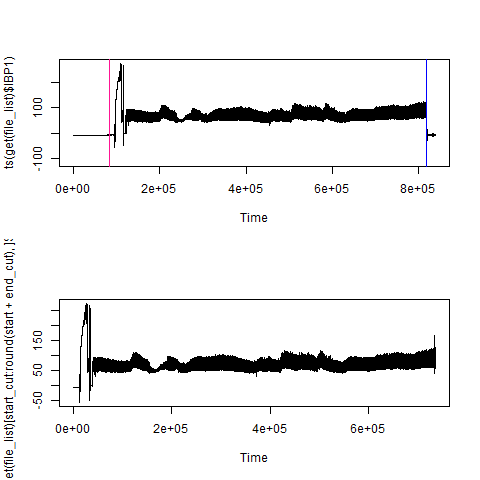 ts(get(file_list)$IBP1)
100
-100
0e+00 2e+05 4e+05 6e+05 8e+05
Time
et(file_list)[start_cut:round(start + end_cut), ]$
150
50
-50
0e+00 2e+05 4e+05 6e+05
Time